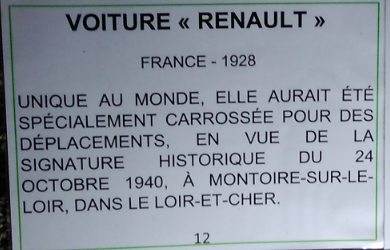 VOITURE « RENAULT »
FRANCE - 1928
UNIQUE AU MONDE, ELLE AURAIT ÉTÉ
SPÉCIALEMENT CARROSSÉE POUR DES
DÉPLACEMENTS, EN VUE DE LA
SIGNATURE HISTORIQUE DU 24
OCTOBRE 1940, À MONTOIRE-SUR-LE-
LOIR, DANS LE LOIR-ET-CHER.
12